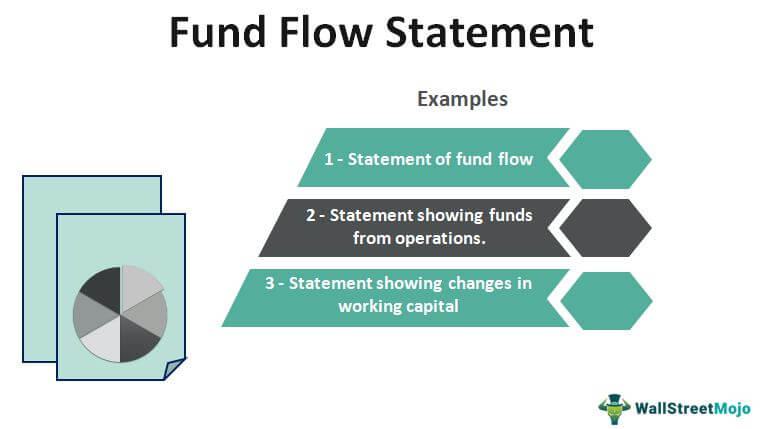 Fund Flow Statement
Examples
1 - Statement of fund flow
2 - Statement showing funds
from operations.
3 - Statement showing changes in
working capital
WallStreetMojo